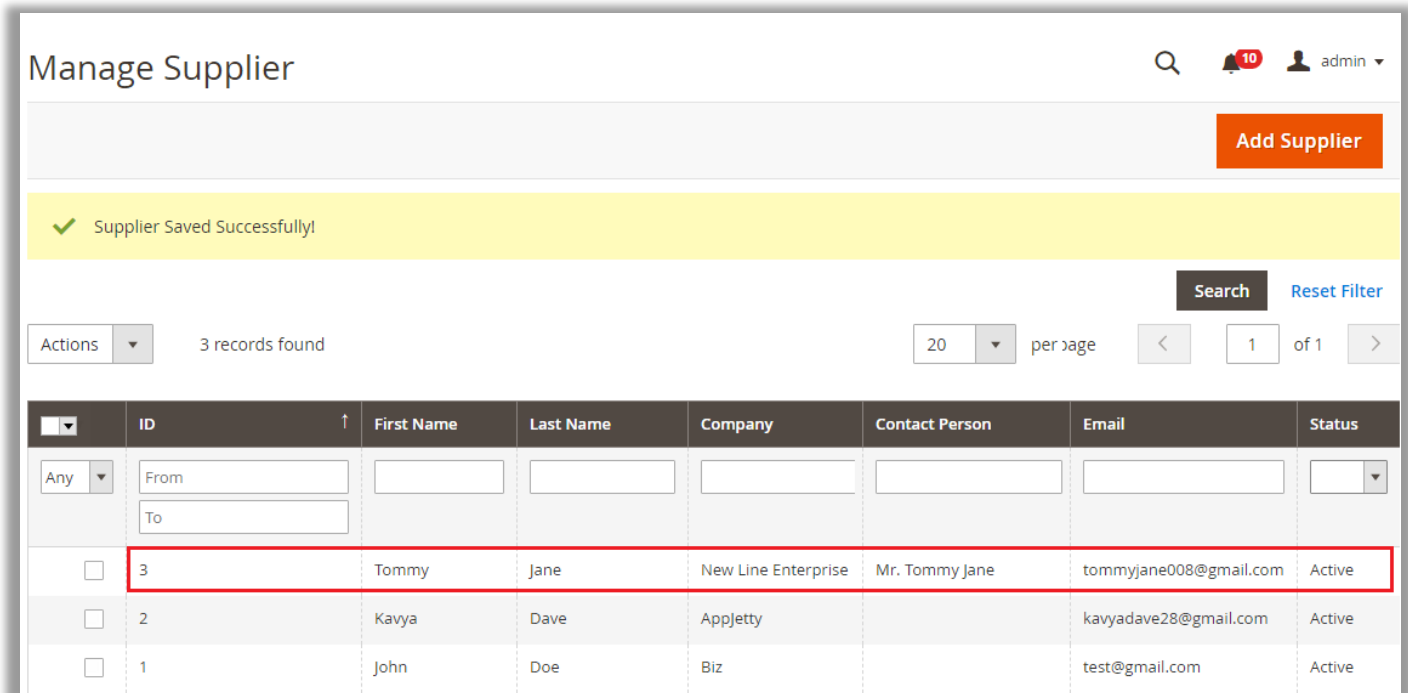 Manage Supplier
10
admin
Add Supplier
Supplier Saved Successfully!
Search Reset Filter
Actions 3 records found 20 per page 1 of 1
ID First Name Last Name Company Contact Person Email Status
Any From
To
3 Tommy Jane New Line Enterprise Mr. Tommy Jane tommyjane008@gmail.com Active
2 Kavya Dave AppJetty kavyadave28@gmail.com Active
1 John Doe Biz test@gmail.com Active